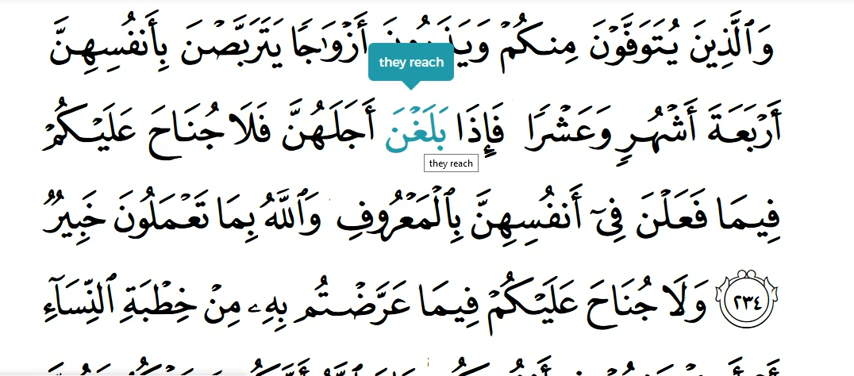 وَٱلَّذِينَ يُتَوَفَّوْنَ مِنكُمْ وَيَذَرُونَ أَزْوَٰجًا يَتَرَبَّصْنَ بِأَنفُسِهِنَّ
they reach
أَرْبَعَةَ أَشْهُرٍ وَعَشْرًا ۖ فَإِذَا بَلَغْنَ أَجَلَهُنَّ فَلَا جُنَاحَ عَلَيْكُمْ
they reach
فِيمَا فَعَلْنَ فِىٓ أَنفُسِهِنَّ بِٱلْمَعْرُوفِ ۗ وَٱللَّهُ بِمَا تَعْمَلُونَ خَبِيرٌ
٢٣٤ وَلَا جُنَاحَ عَلَيْكُمْ فِيمَا عَرَّضْتُم بِهِۦ مِنْ خِطْبَةِ ٱلنِّسَآءِ